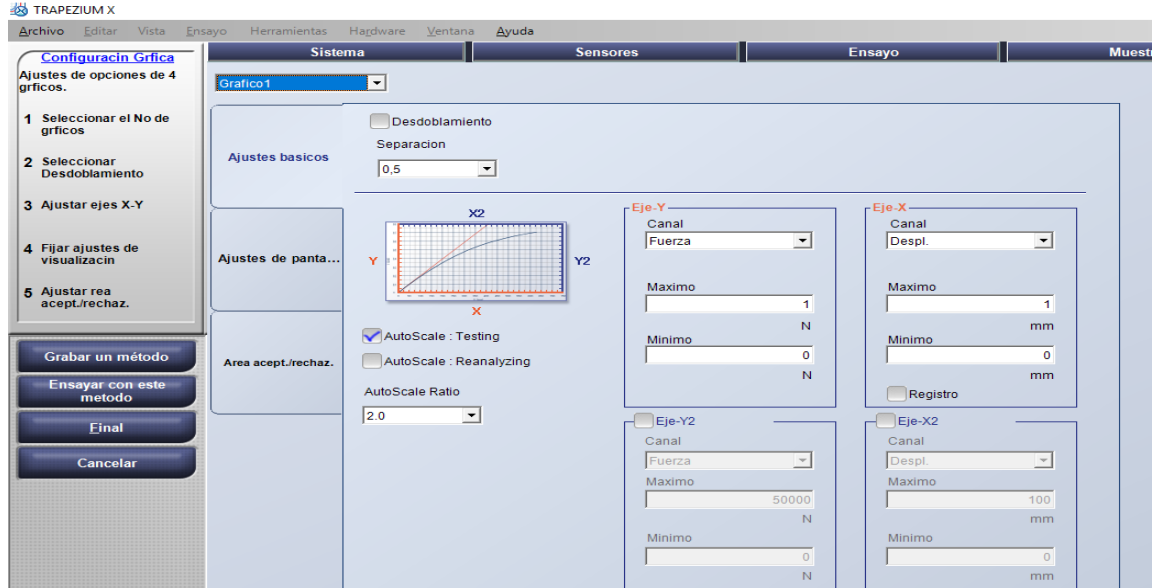 TRAPEZIUM X
Archivo Editar Vista Ensayo Herramientas Hardware Ventana Ayuda
Configuracin Grfica
Ajustes de opciones de 4
grficos.
1 Seleccionar el No de
grficos
2 Seleccionar
Desdoblamiento
3 Ajustar ejes X-Y
4 Fijar ajustes de
visualizacin
5 Ajustar rea
acept./rechaz.
Grabar un método
Ensayar con este
metodo
Final
Cancelar
Sistema Sensores Ensayo Muest
Grafico1
Ajustes basicos
Ajustes de panta...
Area acept./rechaz.
Desdoblamiento
Separacion
0,5
X2
Y
Y2
X
AutoScale : Testing
AutoScale : Reanalyzing
AutoScale Ratio
2.0
Eje-Y
Canal
Fuerza
Maximo
1
N
Minimo
0
N
Eje-X
Canal
Despl.
Maximo
1
mm
Minimo
0
mm
Registro
Eje-Y2
Canal
Fuerza
Maximo
50000
N
Minimo
0
N
Eje-X2
Canal
Despl.
Maximo
100
mm
Minimo
0
mm